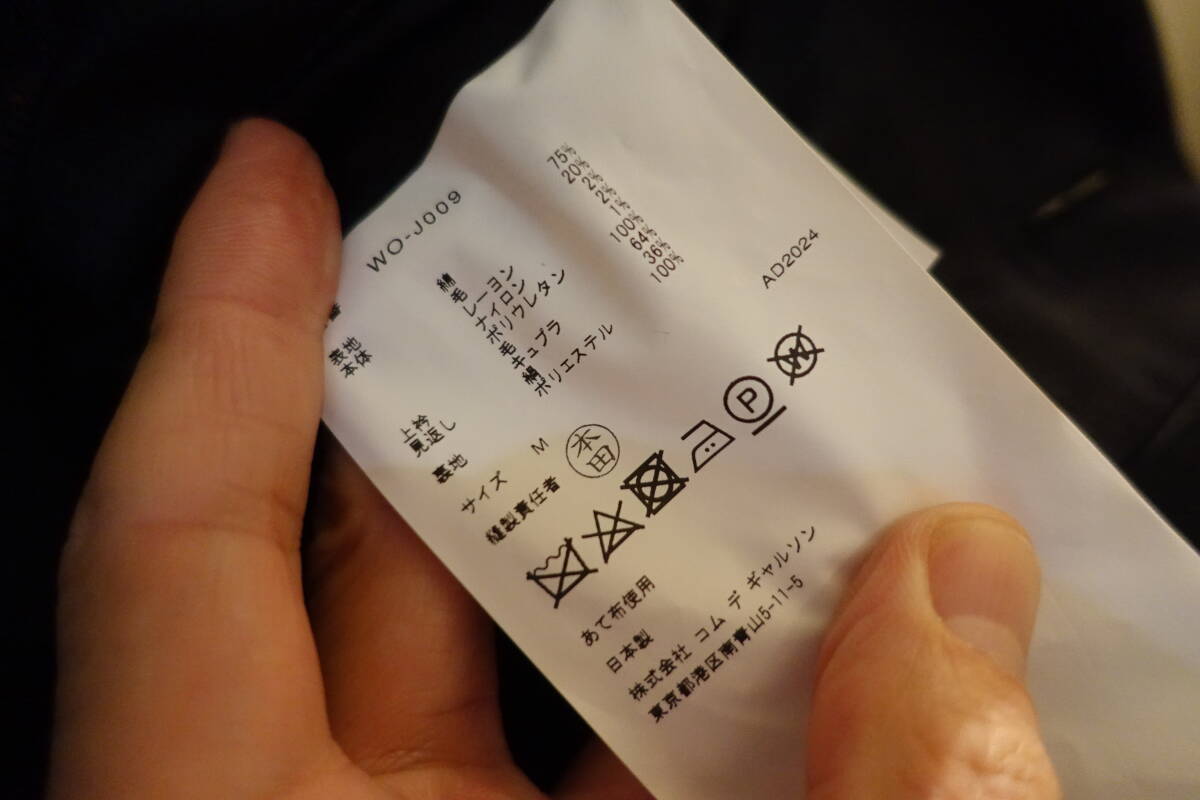 番 WO-J009
表地
本体 綿 75%
毛 20%
レーヨン 2%
ナイロン 2%
ポリウレタン 1%
上衿 毛 100%
見返し キュプラ 64%
36%
裏地 ポリエステル 100%
サイズ M
縫製責任者 本田
AD2024
P
W
あて布使用
日本製
株式会社 コム デ ギャルソン
東京都港区南青山5-11-5